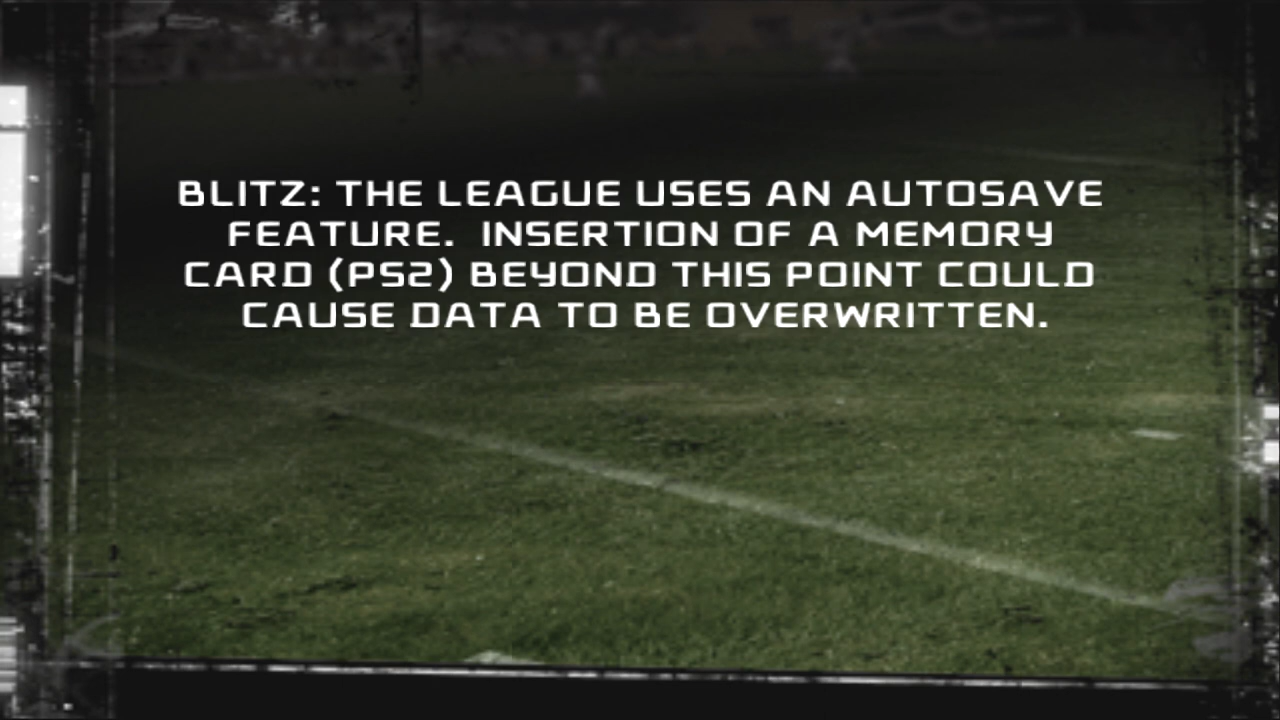 BLITZ: THE LEAGUE USES AN AUTOSAVE
FEATURE.  INSERTION OF A MEMORY
CARD (PS2) BEYOND THIS POINT COULD
CAUSE DATA TO BE OVERWRITTEN.